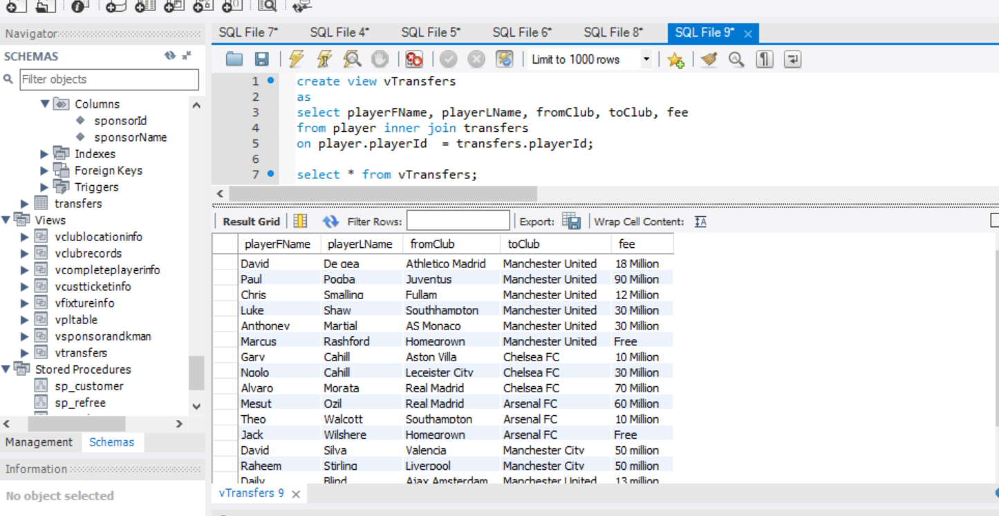 Navigator
SCHEMAS
Filter objects
Columns
sponsorId
sponsorName
Indexes
Foreign Keys
Triggers
transfers
Views
vclublocationinfo
vclubrecords
vcompleteplayerinfo
vcustticketinfo
vfixtureinfo
vpltable
vsponsorandkman
vtransfers
Stored Procedures
sp_customer
sp_refree
Management Schemas
Information
No object selected
SQL File 7* SQL File 4* SQL File 5* SQL File 6* SQL File 8* SQL File 9*
Limit to 1000 rows
1 create view vTransfers
2 as
3 select playerFName, playerLName, fromClub, toClub, fee
4 from player inner join transfers
5 on player.playerId = transfers.playerId;
6
7 select * from vTransfers;
Result Grid Filter Rows: Export: Wrap Cell Content:
playerFName playerLName fromClub toClub fee
David De gea Athletico Madrid Manchester United 18 Million
Paul Pogba Juventus Manchester United 90 Million
Chris Smalling Fullam Manchester United 12 Million
Luke Shaw Southhampton Manchester United 30 Million
Anthoney Martial AS Monaco Manchester United 30 Million
Marcus Rashford Homegrown Manchester United Free
Gary Cahill Aston Villa Chelsea FC 10 Million
Ngolo Cahill Leceister City Chelsea FC 30 Million
Alvaro Morata Real Madrid Chelsea FC 70 Million
Mesut Ozil Real Madrid Arsenal FC 60 Million
Theo Walcott Southampton Arsenal FC 10 Million
Jack Wilshere Homegrown Arsenal FC Free
David Silva Valencia Manchester City 50 million
Raheem Stirling Liverpool Manchester City 50 million
Daily Blind Ajax Amsterdam Manchester United 13 million
vTransfers 9